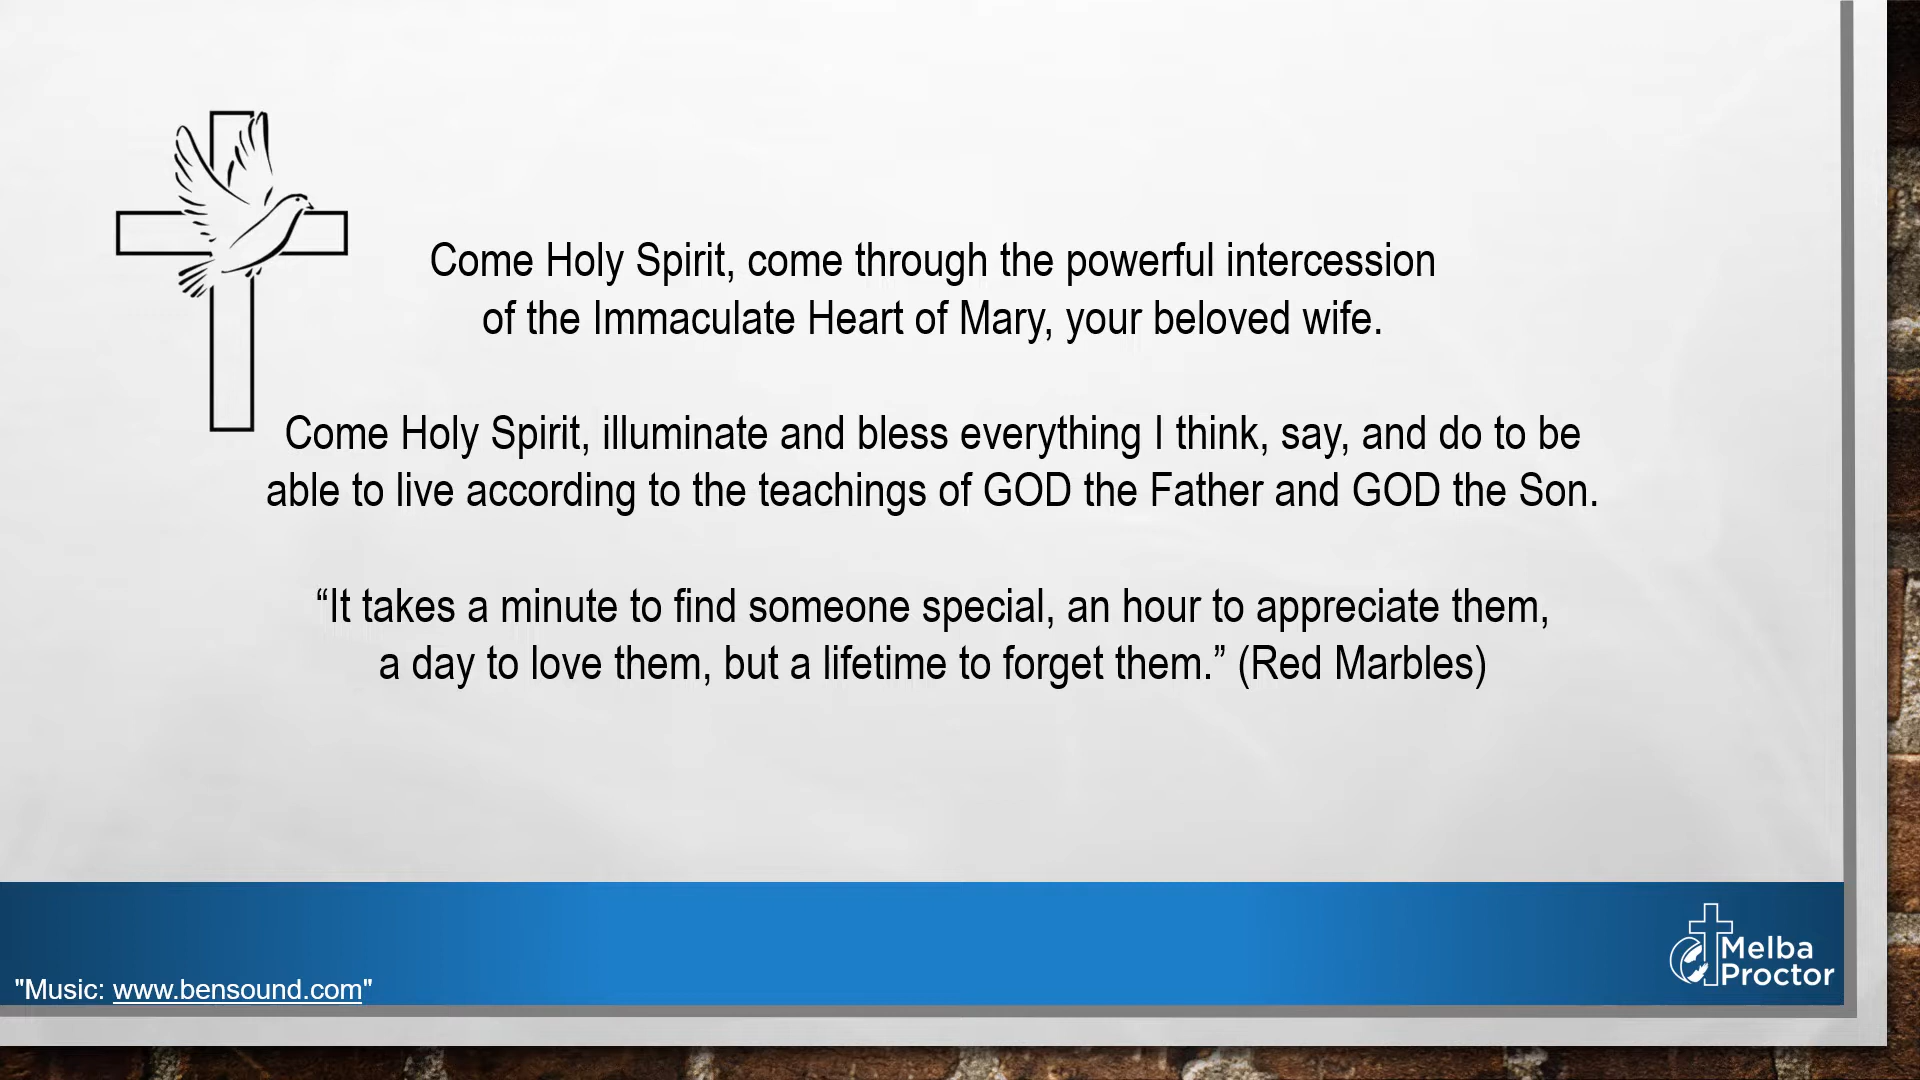 Come Holy Spirit, come through the powerful intercession
of the Immaculate Heart of Mary, your beloved wife.
Come Holy Spirit, illuminate and bless everything I think, say, and do to be
able to live according to the teachings of GOD the Father and GOD the Son.
“It takes a minute to find someone special, an hour to appreciate them,
a day to love them, but a lifetime to forget them.” (Red Marbles)
Melba
Proctor
"Music: www.bensound.com"